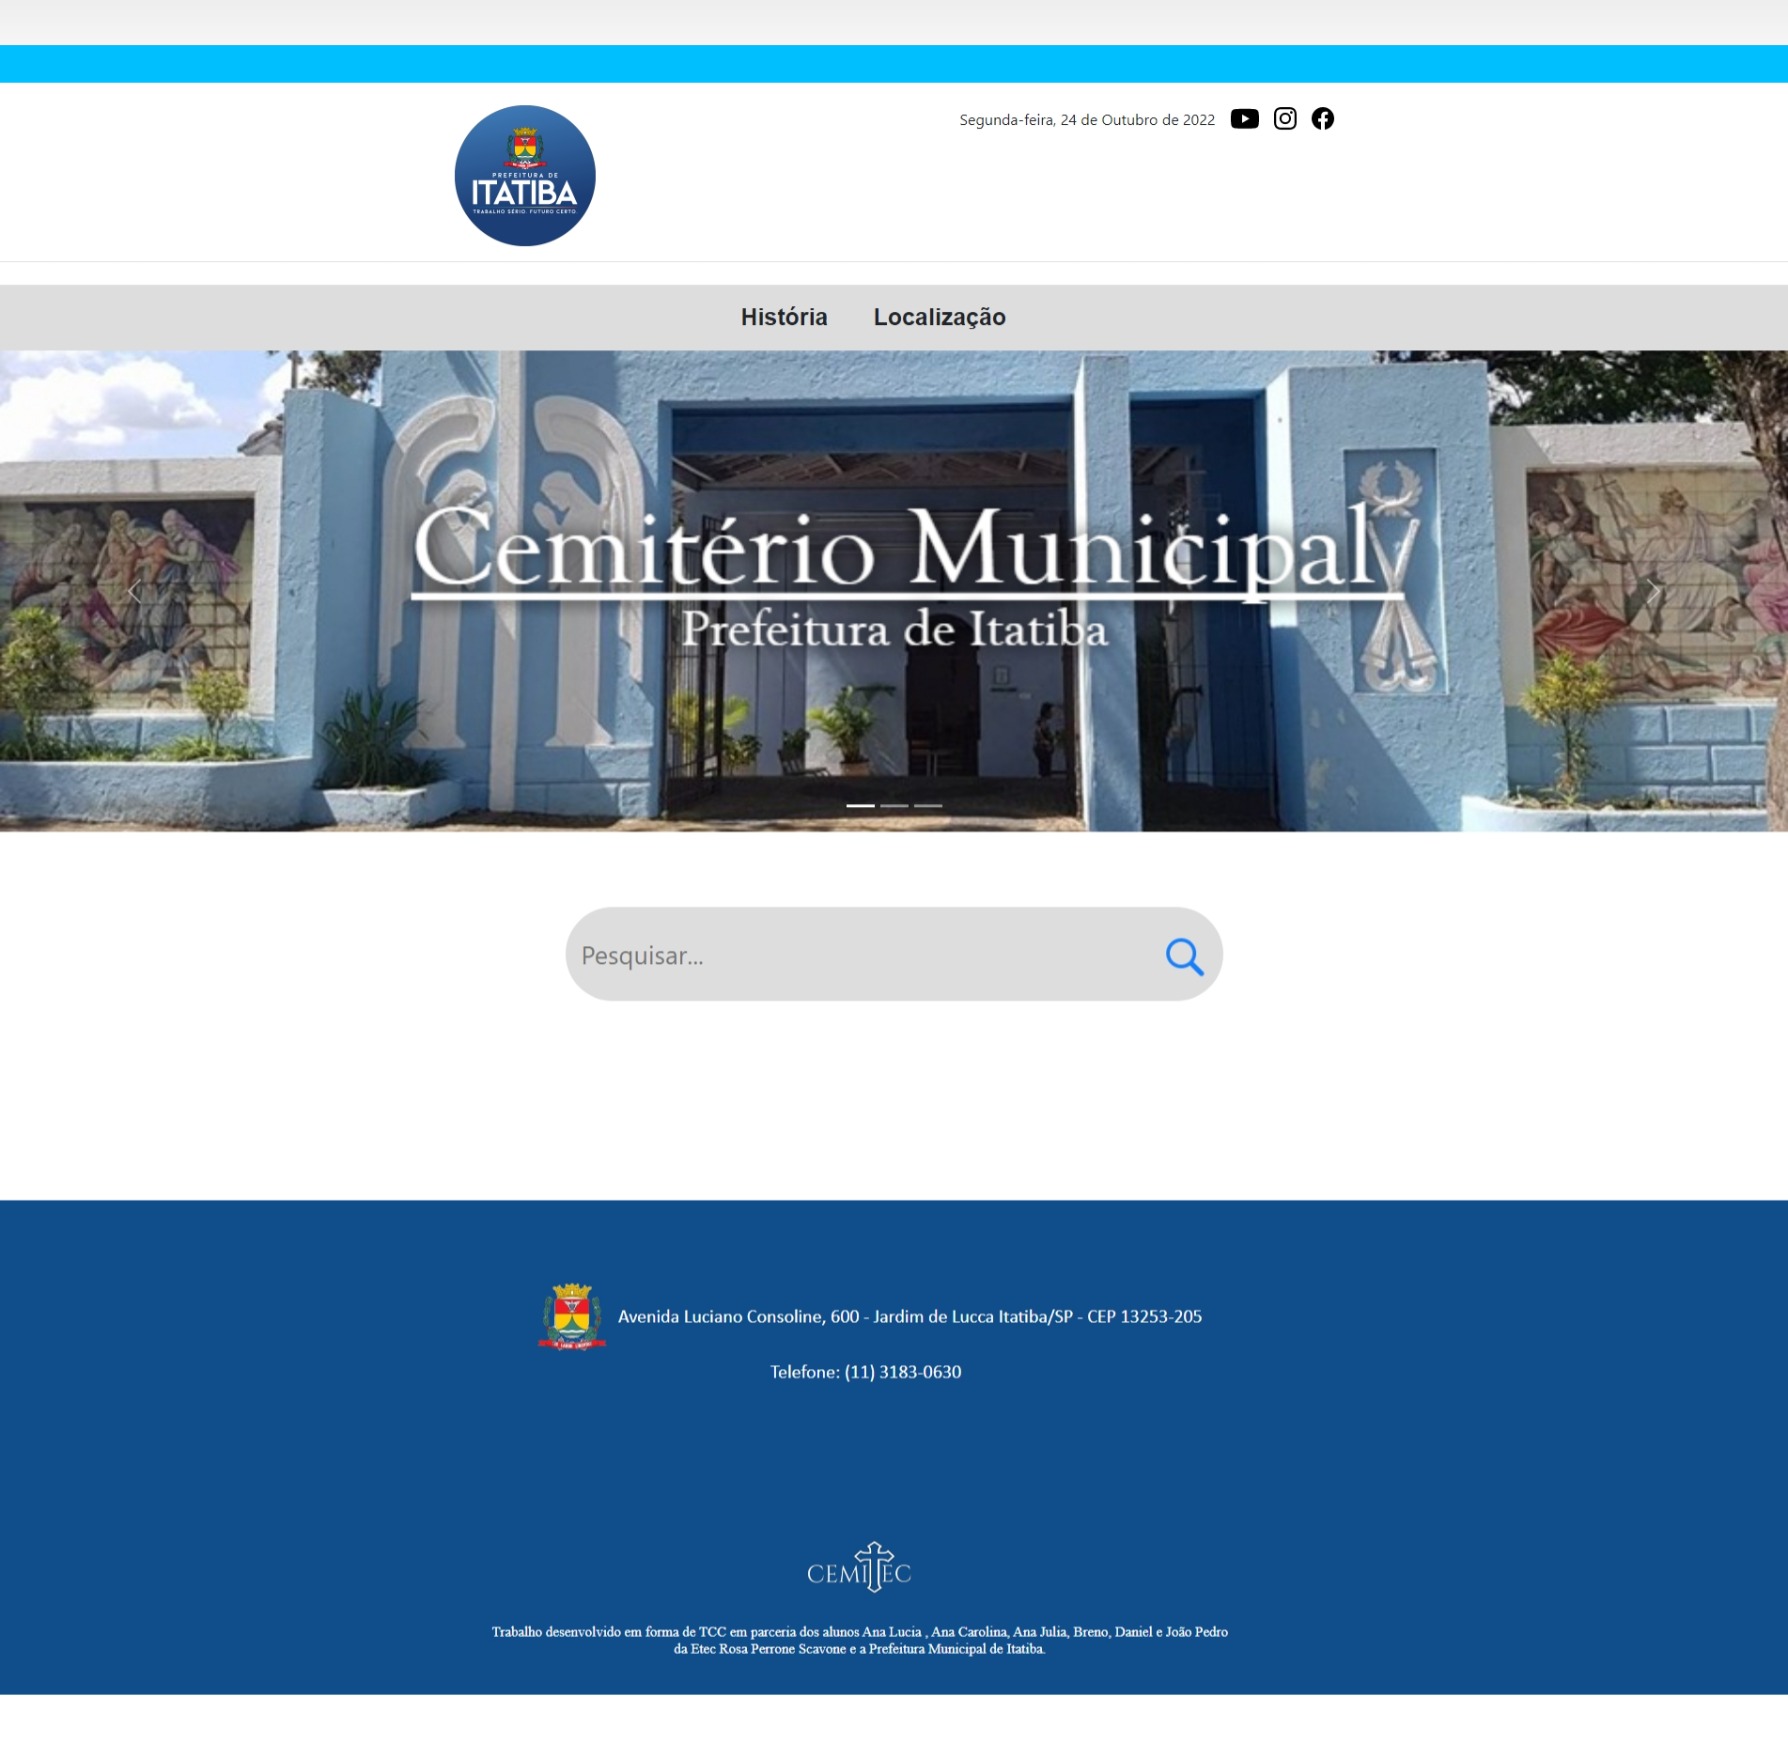 Segunda-feira, 24 de Outubro de 2022
PREFEITURA DE
ITATIBA
TRABALHO SÉRIO. FUTURO CERTO.
História Localização
Cemitério Municipal
Prefeitura de Itatiba
Pesquisar...
Avenida Luciano Consoline, 600 - Jardim de Lucca Itatiba/SP - CEP 13253-205
Telefone: (11) 3183-0630
CEMITEC
Trabalho desenvolvido em forma de TCC em parceria dos alunos Ana Lucia , Ana Carolina, Ana Julia, Breno, Daniel e João Pedro
da Etec Rosa Perrone Scavone e a Prefeitura Municipal de Itatiba.